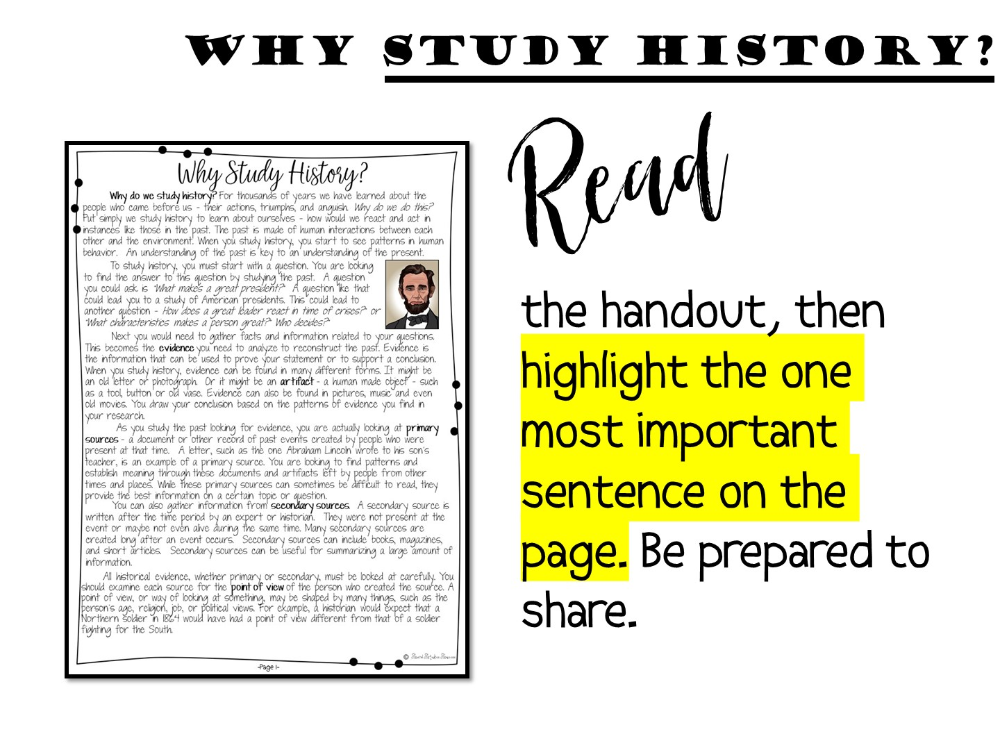 WHY STUDY HISTORY?
Why Study History?
Why do we study history? For thousands of years we have learned about the
people who came before us - their actions, triumphs, and anguish. Why do we do this?
Put simply we study history to learn about ourselves - how would we react and act in
instances like those in the past. The past is made of human interactions between each
other and the environment. When you study history, you start to see patterns in human
behavior. An understanding of the past is key to an understanding of the present.
To study history, you must start with a question. You are looking
to find the answer to this question by studying the past. A question
you could ask is "What makes a great president?" A question like that
could lead you to a study of American presidents. This could lead to
another question - How does a great leader react in time of crises?" or
"What characteristics makes a person great? Who decides?"
Next you would need to gather facts and information related to your questions.
This becomes the evidence you need to analyze to reconstruct the past. Evidence is
the information that can be used to prove your statement or to support a conclusion.
When you study history, evidence can be found in many different forms. It might be
an old letter or photograph. Or it might be an artifact - a human made object - such
as a tool, button or old vase. Evidence can also be found in pictures, music and even
old movies. You draw your conclusion based on the patterns of evidence you find in
your research.
As you study the past looking for evidence, you are actually looking at primary
sources - a document or other record of past events created by people who were
present at that time. A letter, such as the one Abraham Lincoln wrote to his son's
teacher, is an example of a primary source. You are looking to find patterns and
establish meaning through these documents and artifacts left by people from other
times and places. While these primary sources can sometimes be difficult to read, they
provide the best information on a certain topic or question.
You can also gather information from secondary sources. A secondary source is
written after the time period by an expert or historian. They were not present at the
event or maybe not even alive during the same time. Many secondary sources are
created long after an event occurs. Secondary sources can include books, magazines,
and short articles. Secondary sources can be useful for summarizing a large amount of
information.
All historical evidence, whether primary or secondary, must be looked at carefully. You
should examine each source for the point of view of the person who created the source. A
point of view, or way of looking at something, may be shaped by many things, such as the
person's age, religion, job, or political views. For example, a historian would expect that a
Northern soldier in 1864 would have had a point of view different from that of a soldier
fighting for the South.
© Social Studies
-Page 1-
Read
the handout, then
highlight the one
most important
sentence on the
page. Be prepared to
share.